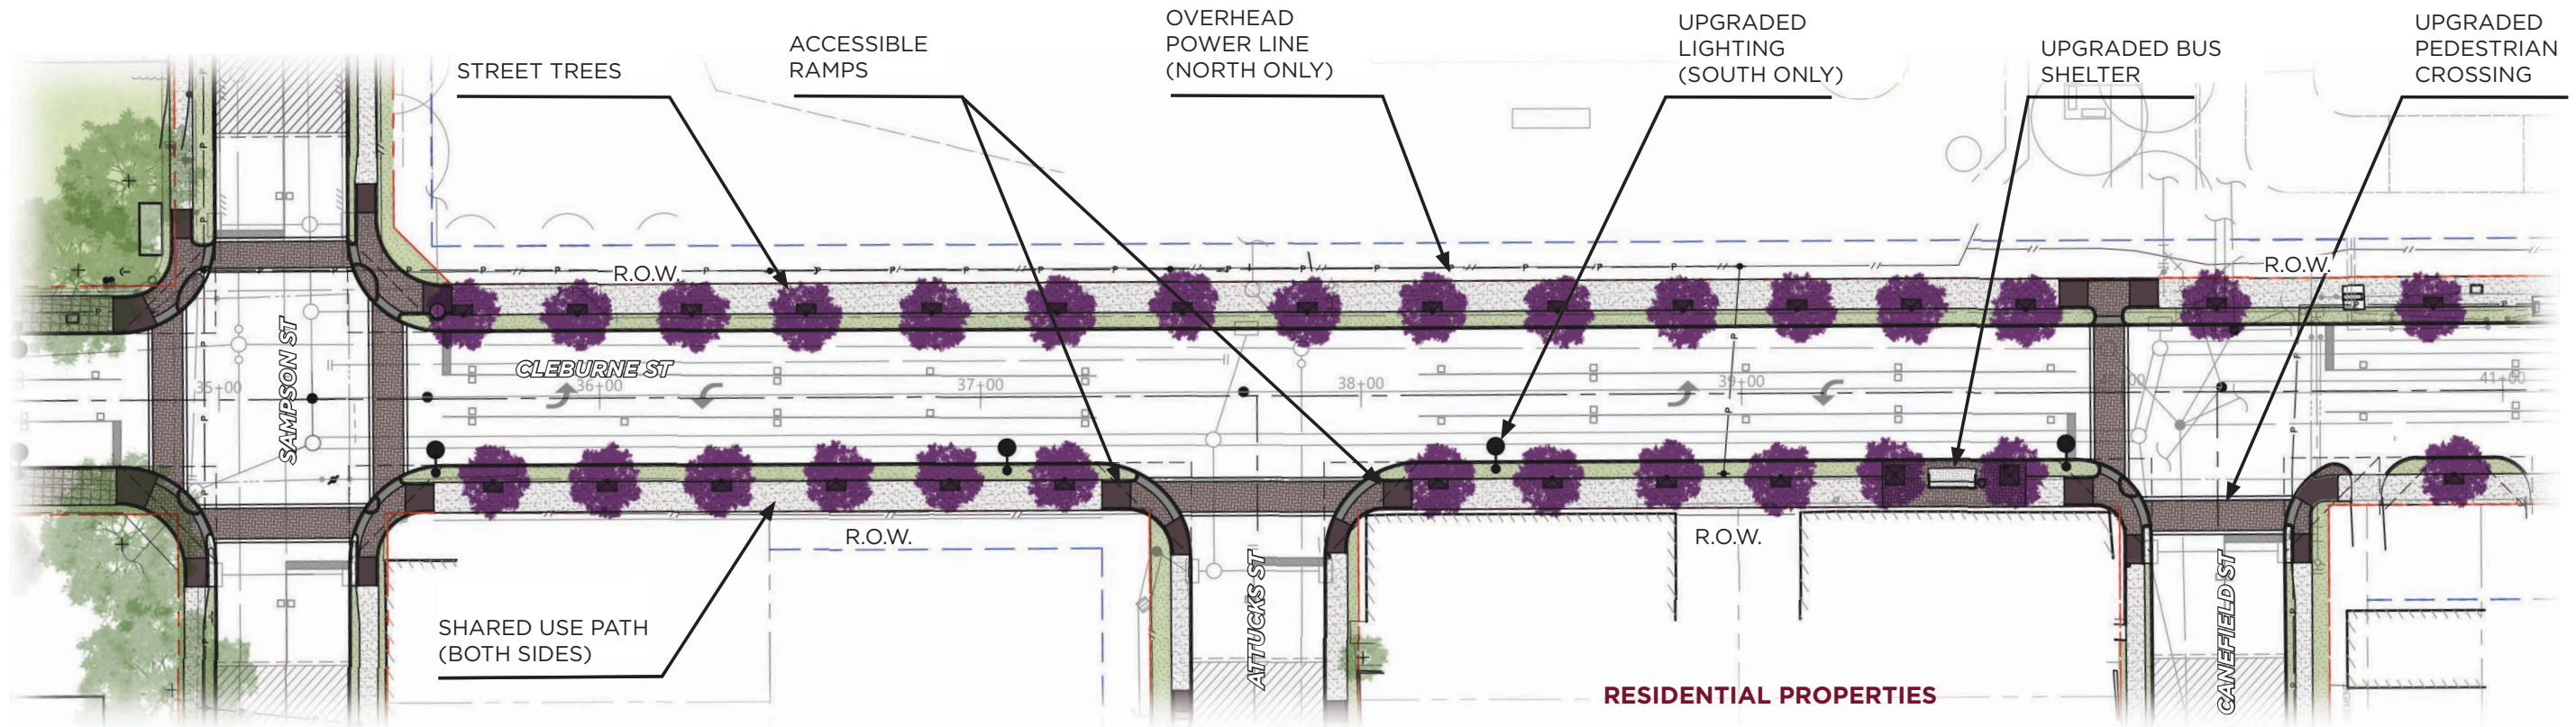 STREET TREES
ACCESSIBLE
RAMPS
OVERHEAD
POWER LINE
(NORTH ONLY)
UPGRADED
LIGHTING
(SOUTH ONLY)
UPGRADED BUS
SHELTER
UPGRADED
PEDESTRIAN
CROSSING
R.O.W.
R.O.W.
SAMPSON ST
CLEBURNE ST
35+00
36+00
37+00
38+00
39+00
41+00
R.O.W.
R.O.W.
ATTUCKS ST
CANEFIELD ST
SHARED USE PATH
(BOTH SIDES)
RESIDENTIAL PROPERTIES